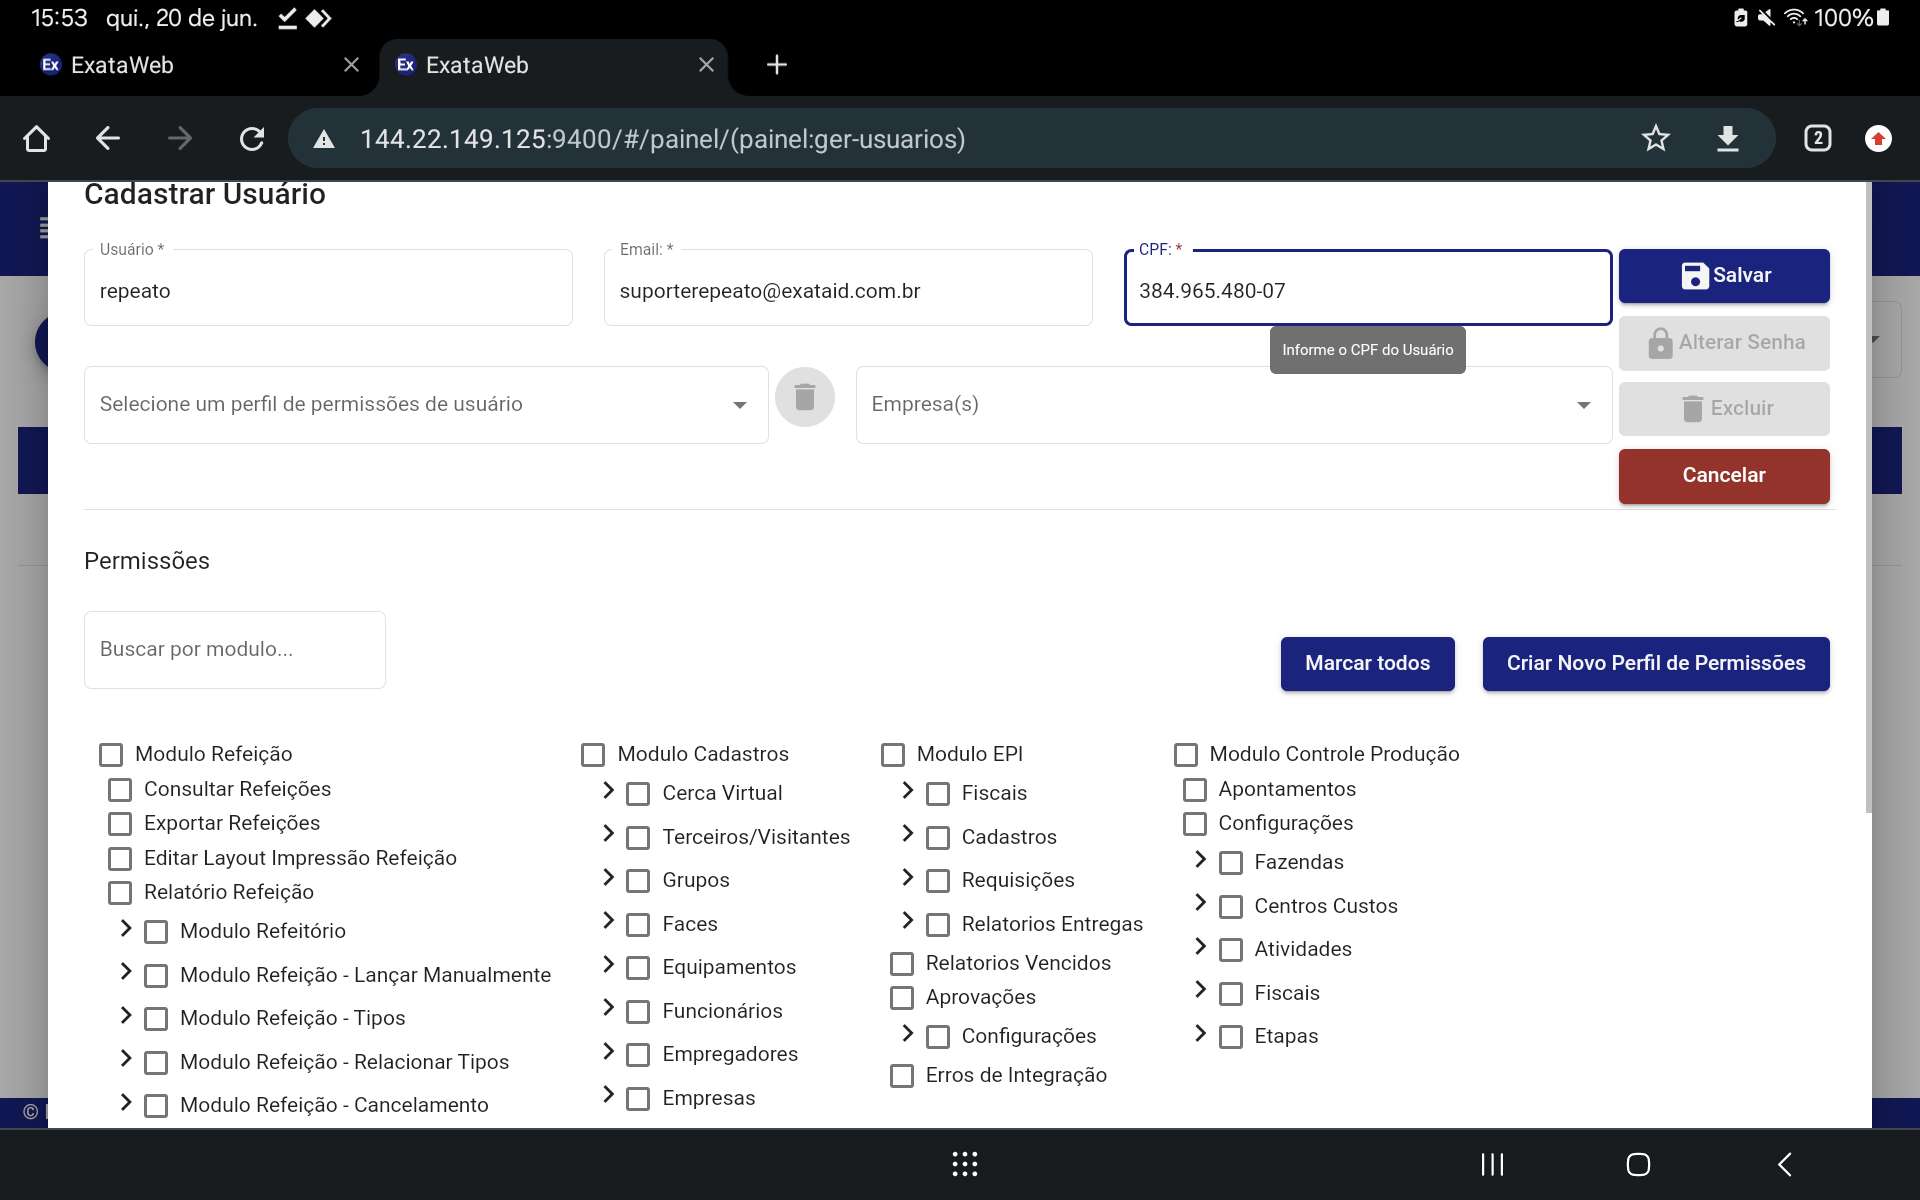 15:53 qui., 20 de jun. 100%
Ex ExataWeb Ex ExataWeb
144.22.149.125:9400/#/painel/(painel:ger-usuarios) 2
Cadastrar Usuário
Usuário * Email: * CPF: *
repeato suporterepeato@exataid.com.br 384.965.480-07
Salvar
Informe o CPF do Usuário
Alterar Senha
Selecione um perfil de permissões de usuário Empresa(s)
Excluir
Cancelar
Permissões
Buscar por modulo...
Marcar todos Criar Novo Perfil de Permissões
Modulo Refeição
Consultar Refeições
Exportar Refeições
Editar Layout Impressão Refeição
Relatório Refeição
Modulo Refeitório
Modulo Refeição - Lançar Manualmente
Modulo Refeição - Tipos
Modulo Refeição - Relacionar Tipos
Modulo Refeição - Cancelamento
Modulo Cadastros
Cerca Virtual
Terceiros/Visitantes
Grupos
Faces
Equipamentos
Funcionários
Empregadores
Empresas
Modulo EPI
Fiscais
Cadastros
Requisições
Relatorios Entregas
Relatorios Vencidos
Aprovações
Configurações
Erros de Integração
Modulo Controle Produção
Apontamentos
Configurações
Fazendas
Centros Custos
Atividades
Fiscais
Etapas
©